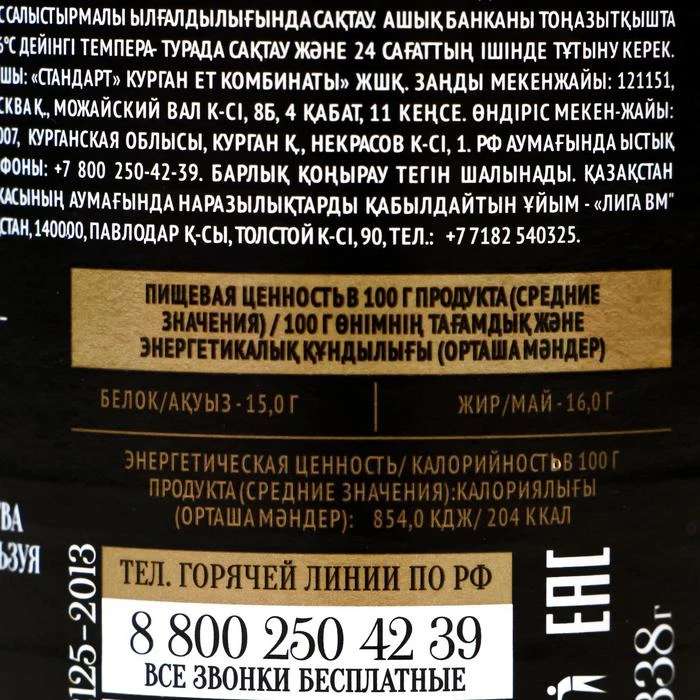 САЛЫСТЫРМАЛЫ ЫЛҒАЛДЫЛЫҒЫНДА САҚТАУ. АШЫҚ БАНКАНЫ ТОҢАЗЫТҚЫШТА
6°С ДЕЙІНГІ ТЕМПЕРА- ТУРАДА САҚТАУ ЖӘНЕ 24 САҒАТТЫҢ ІШІНДЕ ТҰТЫНУ КЕРЕК.
ШЫ: «СТАНДАРТ» КУРГАН ЕТ КОМБИНАТЫ» ЖШҚ. ЗАҢДЫ МЕКЕНЖАЙЫ: 121151,
СКВА Қ., МОЖАЙСКИЙ ВАЛ К-СІ, 8Б, 4 ҚАБАТ, 11 КЕҢСЕ. ӨНДІРІС МЕКЕН-ЖАЙЫ:
007, КУРГАНСКАЯ ОБЛЫСЫ, КУРГАН Қ., НЕКРАСОВ К-СІ, 1. РФ АУМАҒЫНДА ЫСТЫҚ
ФОНЫ: +7 800 250-42-39. БАРЛЫҚ ҚОҢЫРАУ ТЕГІН ШАЛЫНАДЫ. ҚАЗАҚСТАН
КАСЫНЫҢ АУМАҒЫНДА НАРАЗЫЛЫҚТАРДЫ ҚАБЫЛДАЙТЫН ҰЙЫМ - «ЛИГА ВМ"
СТАН, 140000, ПАВЛОДАР Қ-СЫ, ТОЛСТОЙ К-СІ, 90, ТЕЛ.: +7 7182 540325.
ПИЩЕВАЯ ЦЕННОСТЬ В 100 Г ПРОДУКТА (СРЕДНИЕ
ЗНАЧЕНИЯ) / 100 Г ӨНІМНІҢ ТАҒАМДЫҚ ЖӘНЕ
ЭНЕРГЕТИКАЛЫҚ ҚҰНДЫЛЫҒЫ (ОРТАША МӘНДЕР)
БЕЛОК/АҚУЫЗ - 15,0 Г
ЖИР/МАЙ - 16,0 Г
ЭНЕРГЕТИЧЕСКАЯ ЦЕННОСТЬ/ КАЛОРИЙНОСТЬ В 100 Г
ПРОДУКТА (СРЕДНИЕ ЗНАЧЕНИЯ):КАЛОРИЯЛЫҒЫ
(ОРТАША МӘНДЕР): 854,0 КДЖ/ 204 ККАЛ
ВА
ЬЗУЯ
125-2013
ТЕЛ. ГОРЯЧЕЙ ЛИНИИ ПО РФ
8 800 250 42 39
ВСЕ ЗВОНКИ БЕСПЛАТНЫЕ
ЕАС
338г